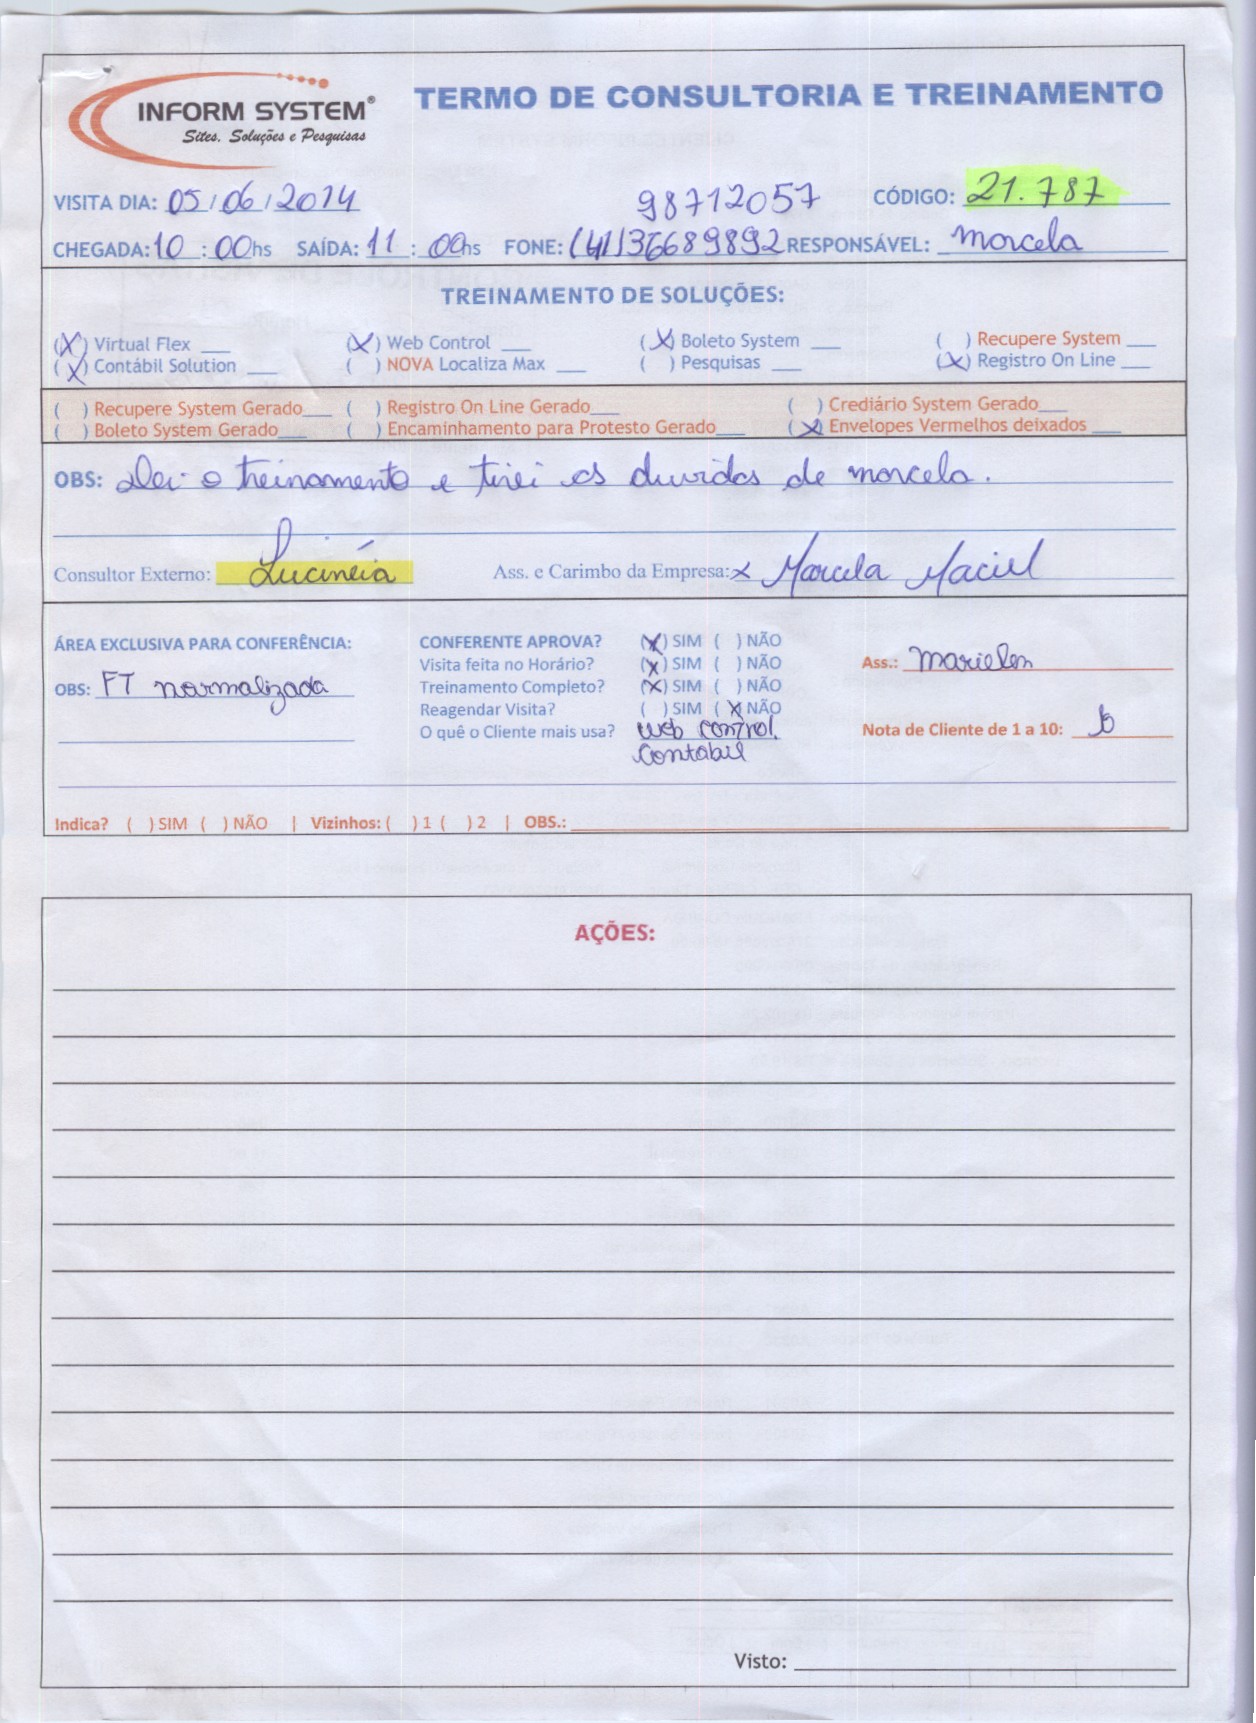 INFORM SYSTEM®
Sites, Soluções e Pesquisas
TERMO DE CONSULTORIA E TREINAMENTO
VISITA DIA: 05/06/2014 98712057 CÓDIGO: 21.787
CHEGADA: 10:00hs SAÍDA: 11:00hs FONE: (41)36689892 RESPONSÁVEL: Marcela
TREINAMENTO DE SOLUÇÕES:
(X) Virtual Flex ___ (X) Web Control ___ (X) Boleto System ___ ( ) Recupere System ___
(X) Contábil Solution ___ ( ) NOVA Localiza Max ___ ( ) Pesquisas ___ (X) Registro On Line ___
( ) Recupere System Gerado___ ( ) Registro On Line Gerado___ ( ) Crediário System Gerado___
( ) Boleto System Gerado___ ( ) Encaminhamento para Protesto Gerado___ (X) Envelopes Vermelhos deixados ___
OBS: Dei o treinamento e tirei as duvidas de marcela.
Consultor Externo: Lucinéia Ass. e Carimbo da Empresa: x Marcela Maciel
ÁREA EXCLUSIVA PARA CONFERÊNCIA: CONFERENTE APROVA? (X) SIM ( ) NÃO
Visita feita no Horário? (X) SIM ( ) NÃO Ass.: Marielen
OBS: FT normalizada Treinamento Completo? (X) SIM ( ) NÃO
Reagendar Visita? ( ) SIM (X) NÃO
O quê o Cliente mais usa? web control. Nota de Cliente de 1 a 10:
Contabil
Indica? ( ) SIM ( ) NÃO | Vizinhos: ( ) 1 ( ) 2 | OBS.:
AÇÕES:
Visto: